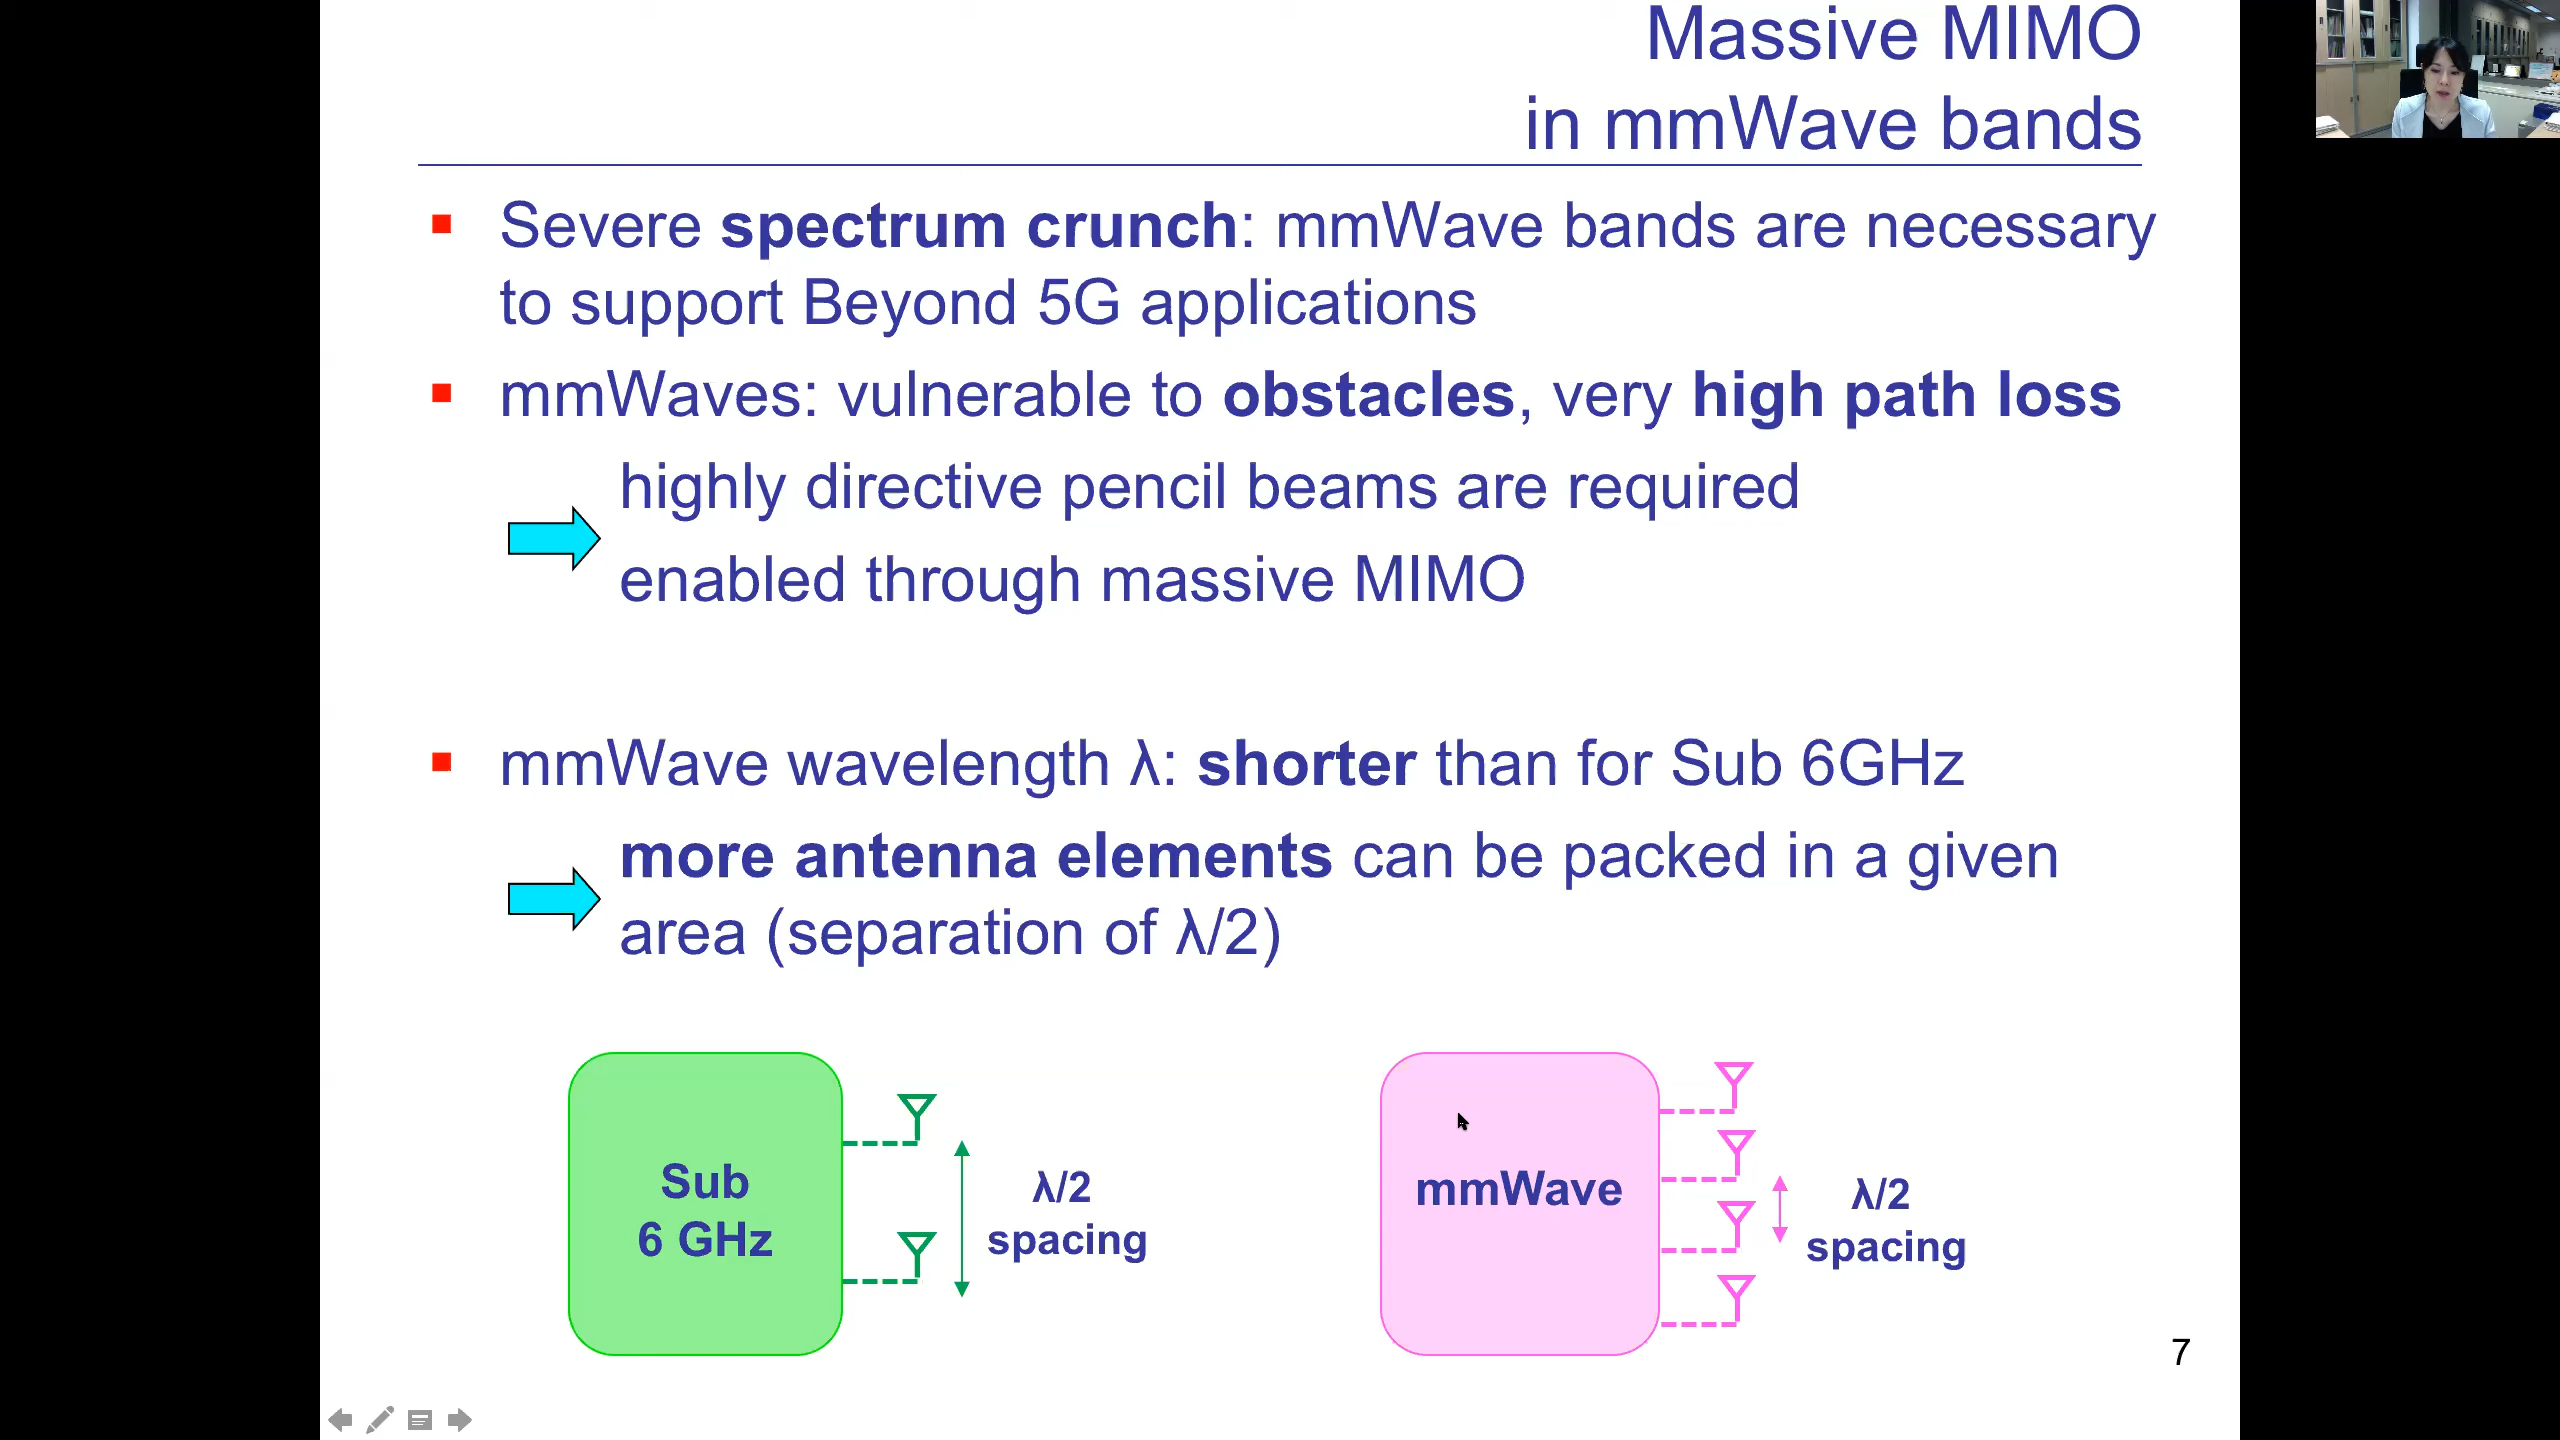 Massive MIMO
in mmWave bands
Severe spectrum crunch: mmWave bands are necessary
to support Beyond 5G applications
mmWaves: vulnerable to obstacles, very high path loss
highly directive pencil beams are required
enabled through massive MIMO
mmWave wavelength λ: shorter than for Sub 6GHz
more antenna elements can be packed in a given
area (separation of λ/2)
Sub
6 GHz
λ/2
spacing
mmWave
λ/2
spacing
7